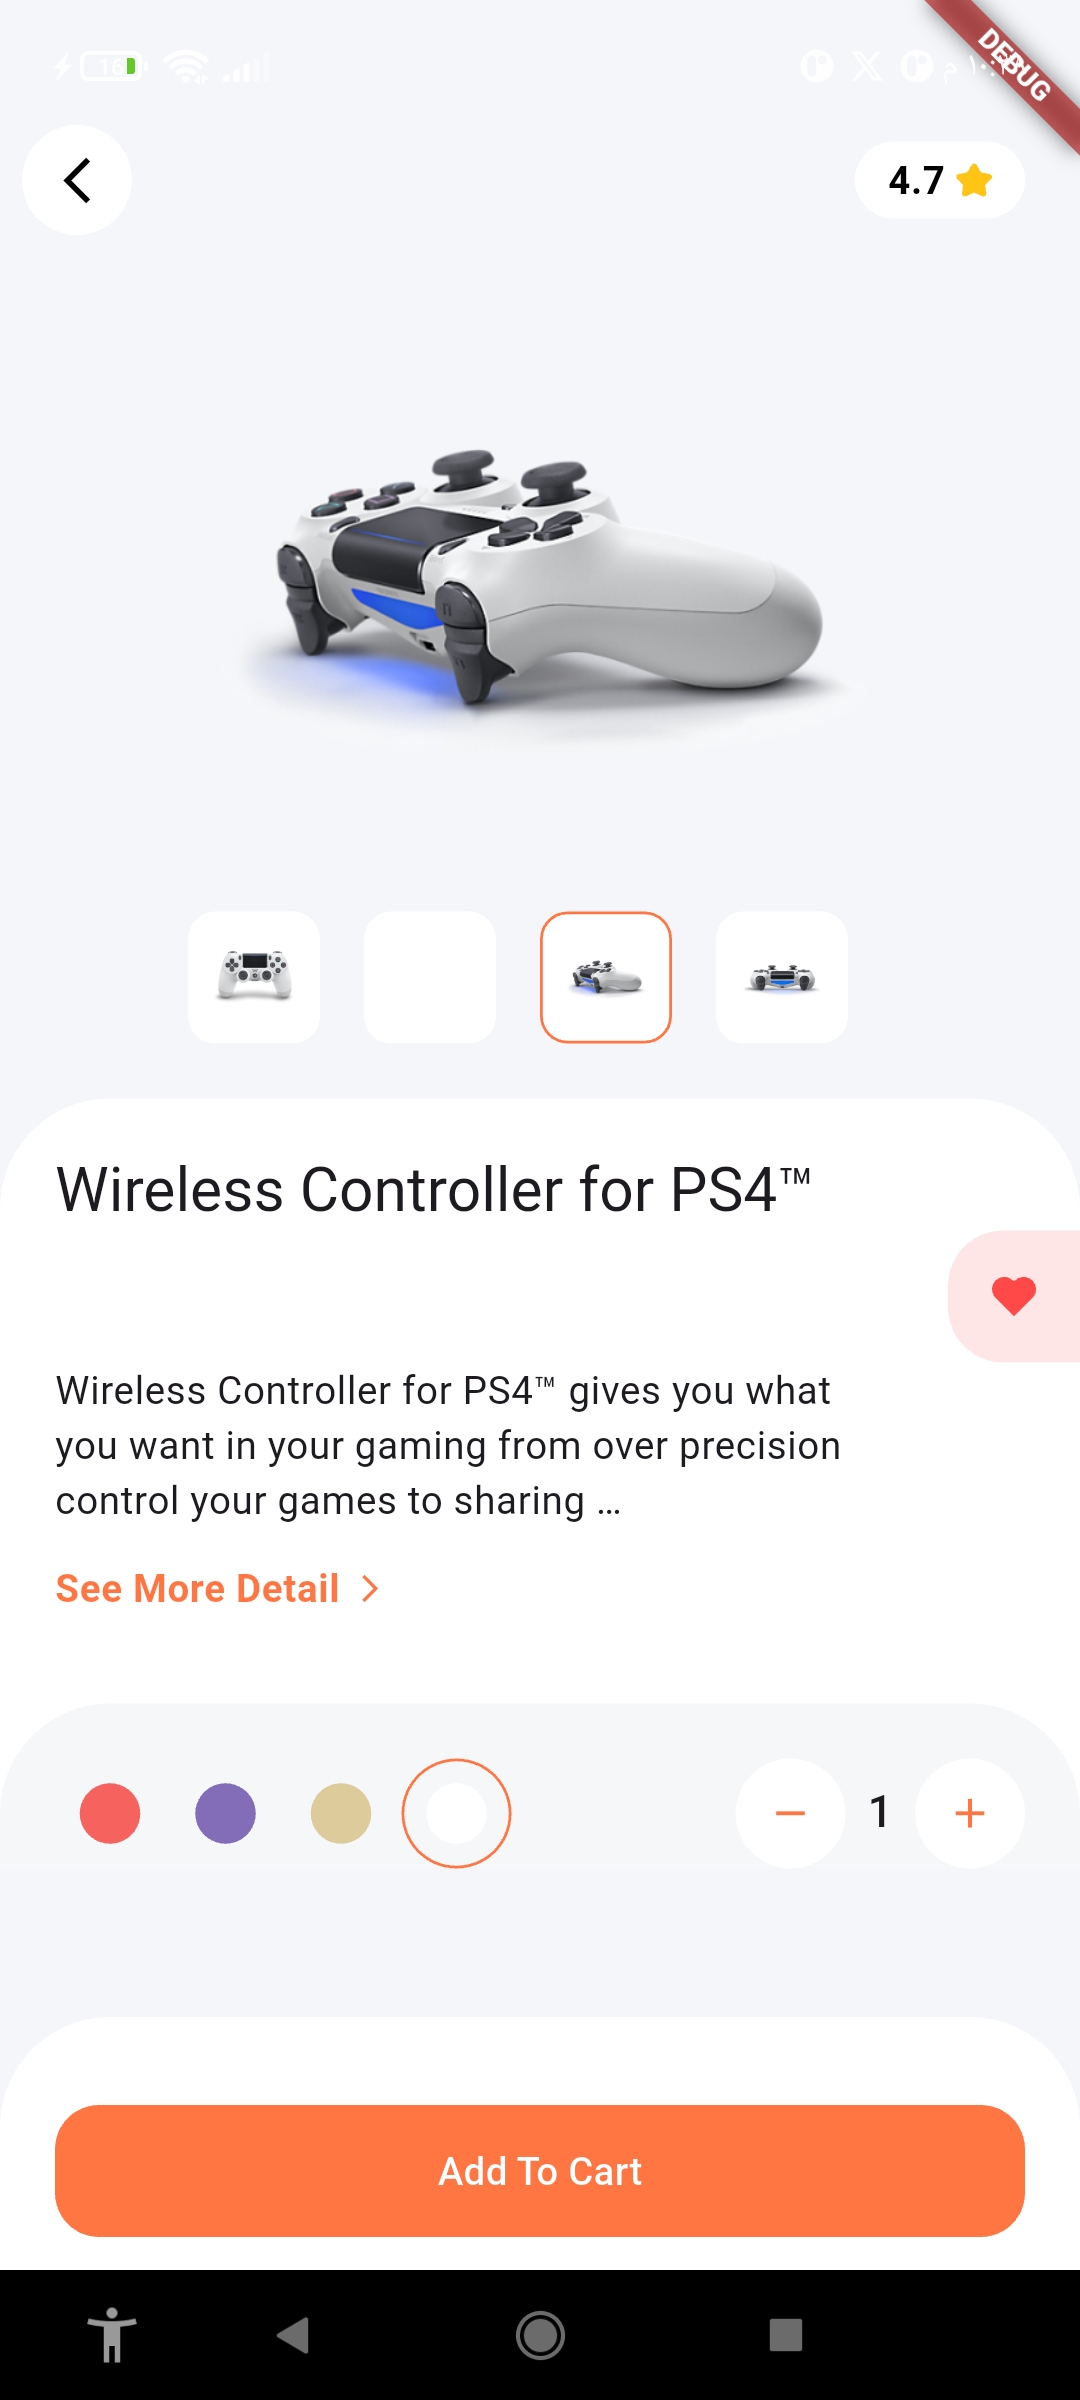 16
DEBUG
4.7
Wireless Controller for PS4™
Wireless Controller for PS4™ gives you what
you want in your gaming from over precision
control your games to sharing ...
See More Detail
1
Add To Cart